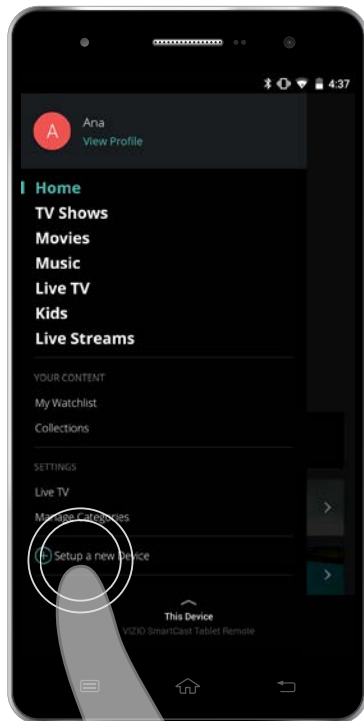 4:37
A
Ana
View Profile
Home
TV Shows
Movies
Music
Live TV
Kids
Live Streams
YOUR CONTENT
My Watchlist
Collections
SETTINGS
Live TV
Manage Categories
Setup a new Device
This Device
VIZIO SmartCast Tablet Remote